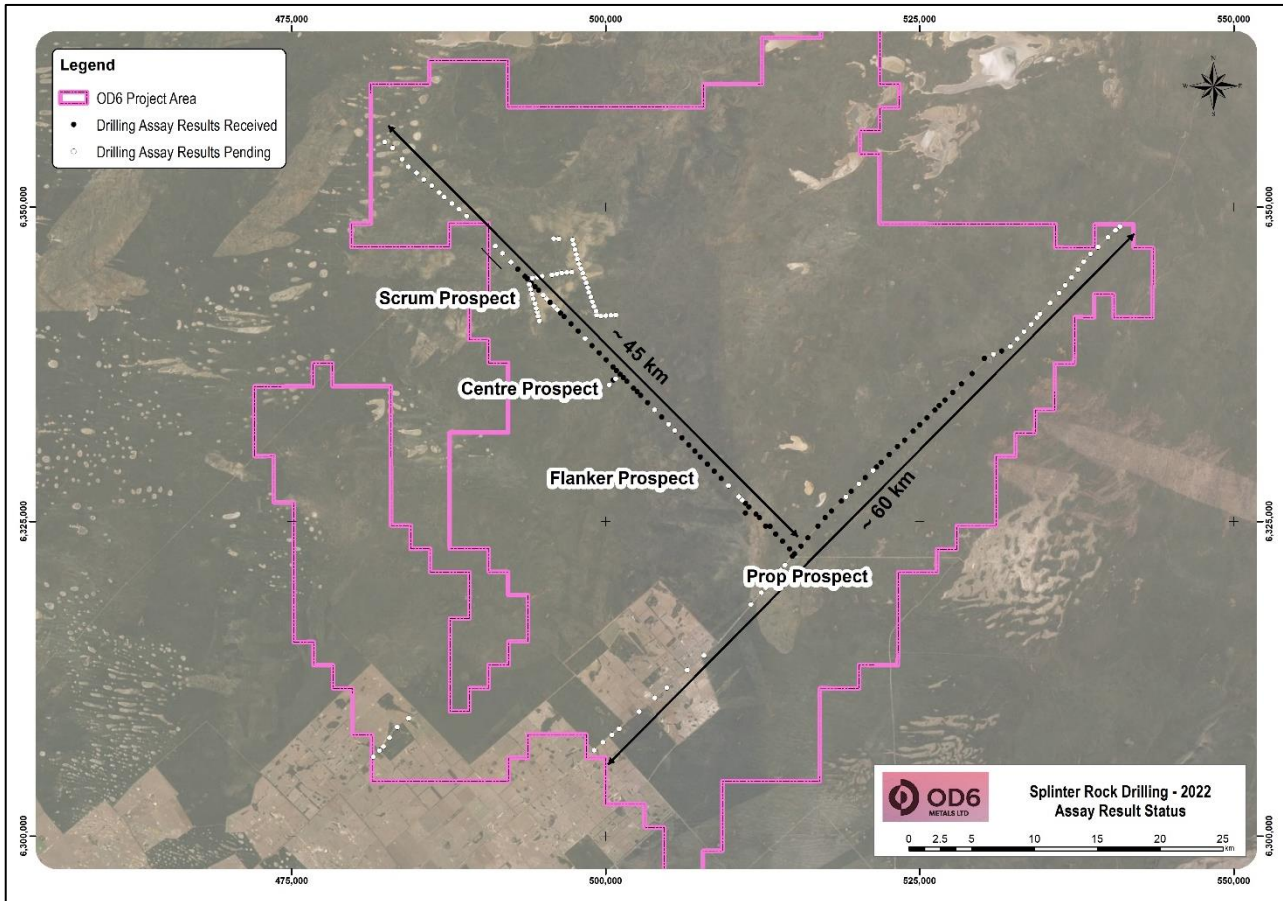 475,000
500,000
525,000
550,000
Legend
OD6 Project Area
Drilling Assay Results Received
Drilling Assay Results Pending
N
W
E
S
6,350,000
6,350,000
Scrum Prospect
~ 45 km
Centre Prospect
Flanker Prospect
~ 60 km
6,325,000
6,325,000
Prop Prospect
OD6
METALS LTD
Splinter Rock Drilling - 2022
Assay Result Status
0 2.5 5 10 15 20 25
km
6,300,000
6,300,000
475,000
500,000
525,000
550,000